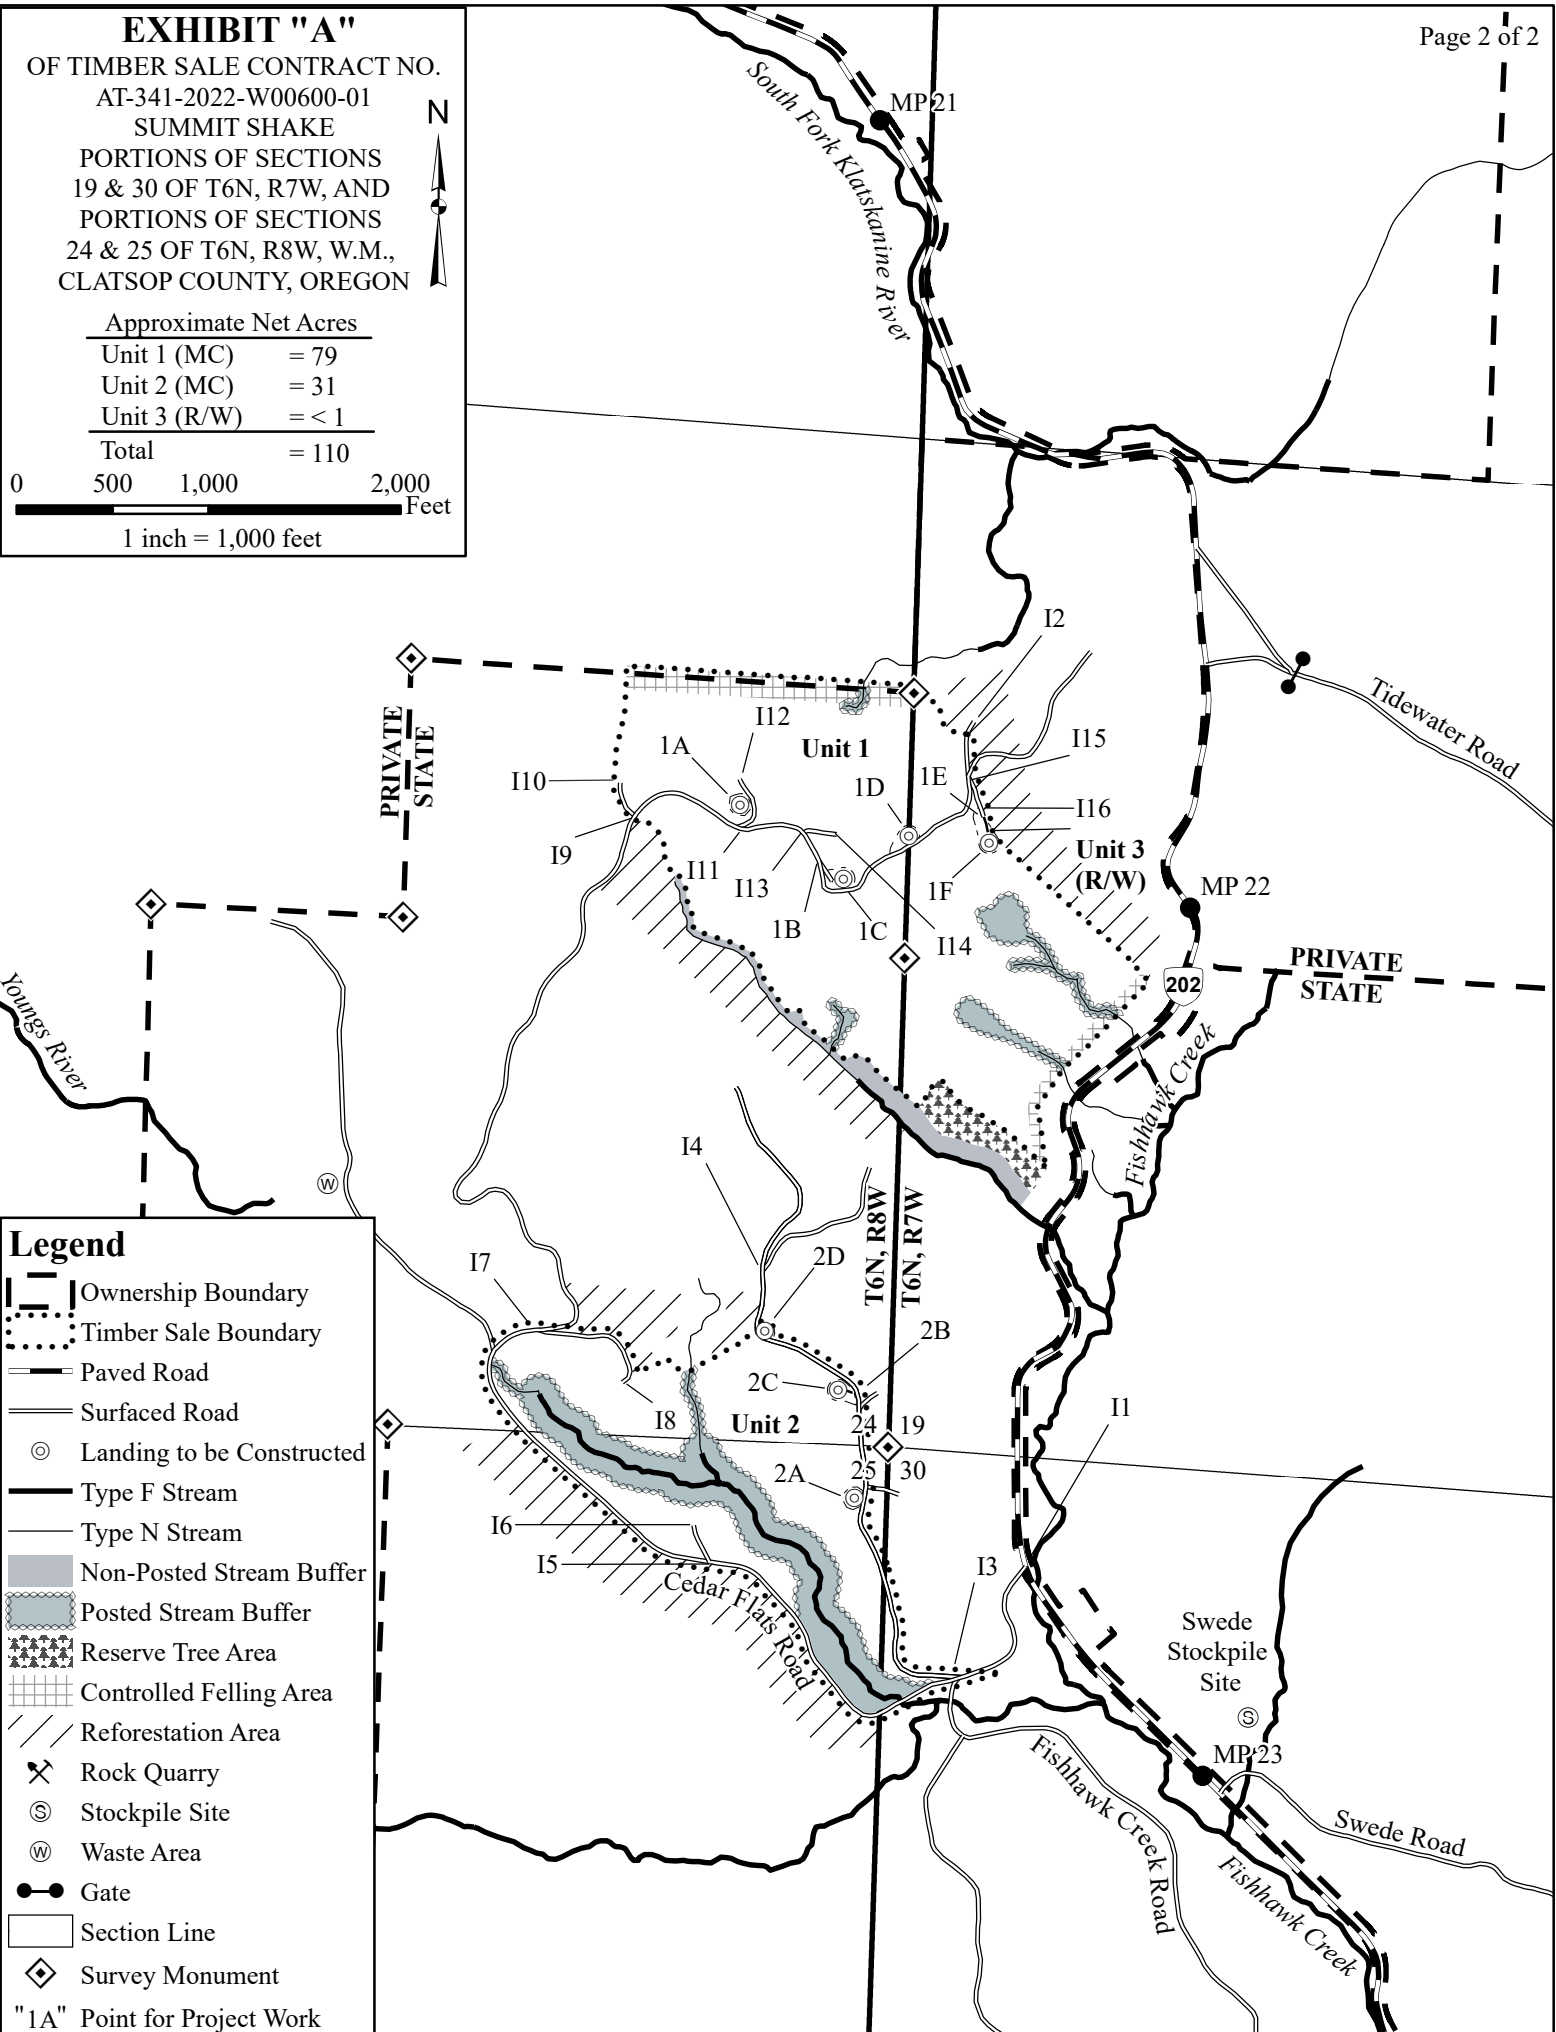 EXHIBIT "A"
OF TIMBER SALE CONTRACT NO.
AT-341-2022-W00600-01
SUMMIT SHAKE
PORTIONS OF SECTIONS
19 & 30 OF T6N, R7W, AND
PORTIONS OF SECTIONS
24 & 25 OF T6N, R8W, W.M.,
CLATSOP COUNTY, OREGON
N
Approximate Net Acres
Unit 1 (MC) = 79
Unit 2 (MC) = 31
Unit 3 (R/W) = < 1
Total = 110
0 500 1,000 2,000
Feet
1 inch = 1,000 feet
Page 2 of 2
MP 21
South Fork Klatskanine River
I2
Tidewater Road
PRIVATE
STATE
I12
1A
Unit 1
I15
I10
1D
1E
I16
I9
I11
I13
1F
Unit 3
(R/W)
MP 22
1B
1C
I14
PRIVATE
STATE
202
Youngs River
Fishhawk Creek
I4
T6N, R8W
T6N, R7W
2D
I7
2B
2C
I8
Unit 2
24 19
25 30
2A
I1
I6
I5
I3
Cedar Flats Road
Swede
Stockpile
Site
S
MP 23
Fishhawk Creek Road
Swede Road
Fishhawk Creek
W
Legend
Ownership Boundary
Timber Sale Boundary
Paved Road
Surfaced Road
Landing to be Constructed
Type F Stream
Type N Stream
Non-Posted Stream Buffer
Posted Stream Buffer
Reserve Tree Area
Controlled Felling Area
Reforestation Area
Rock Quarry
S Stockpile Site
W Waste Area
Gate
Section Line
Survey Monument
"1A" Point for Project Work